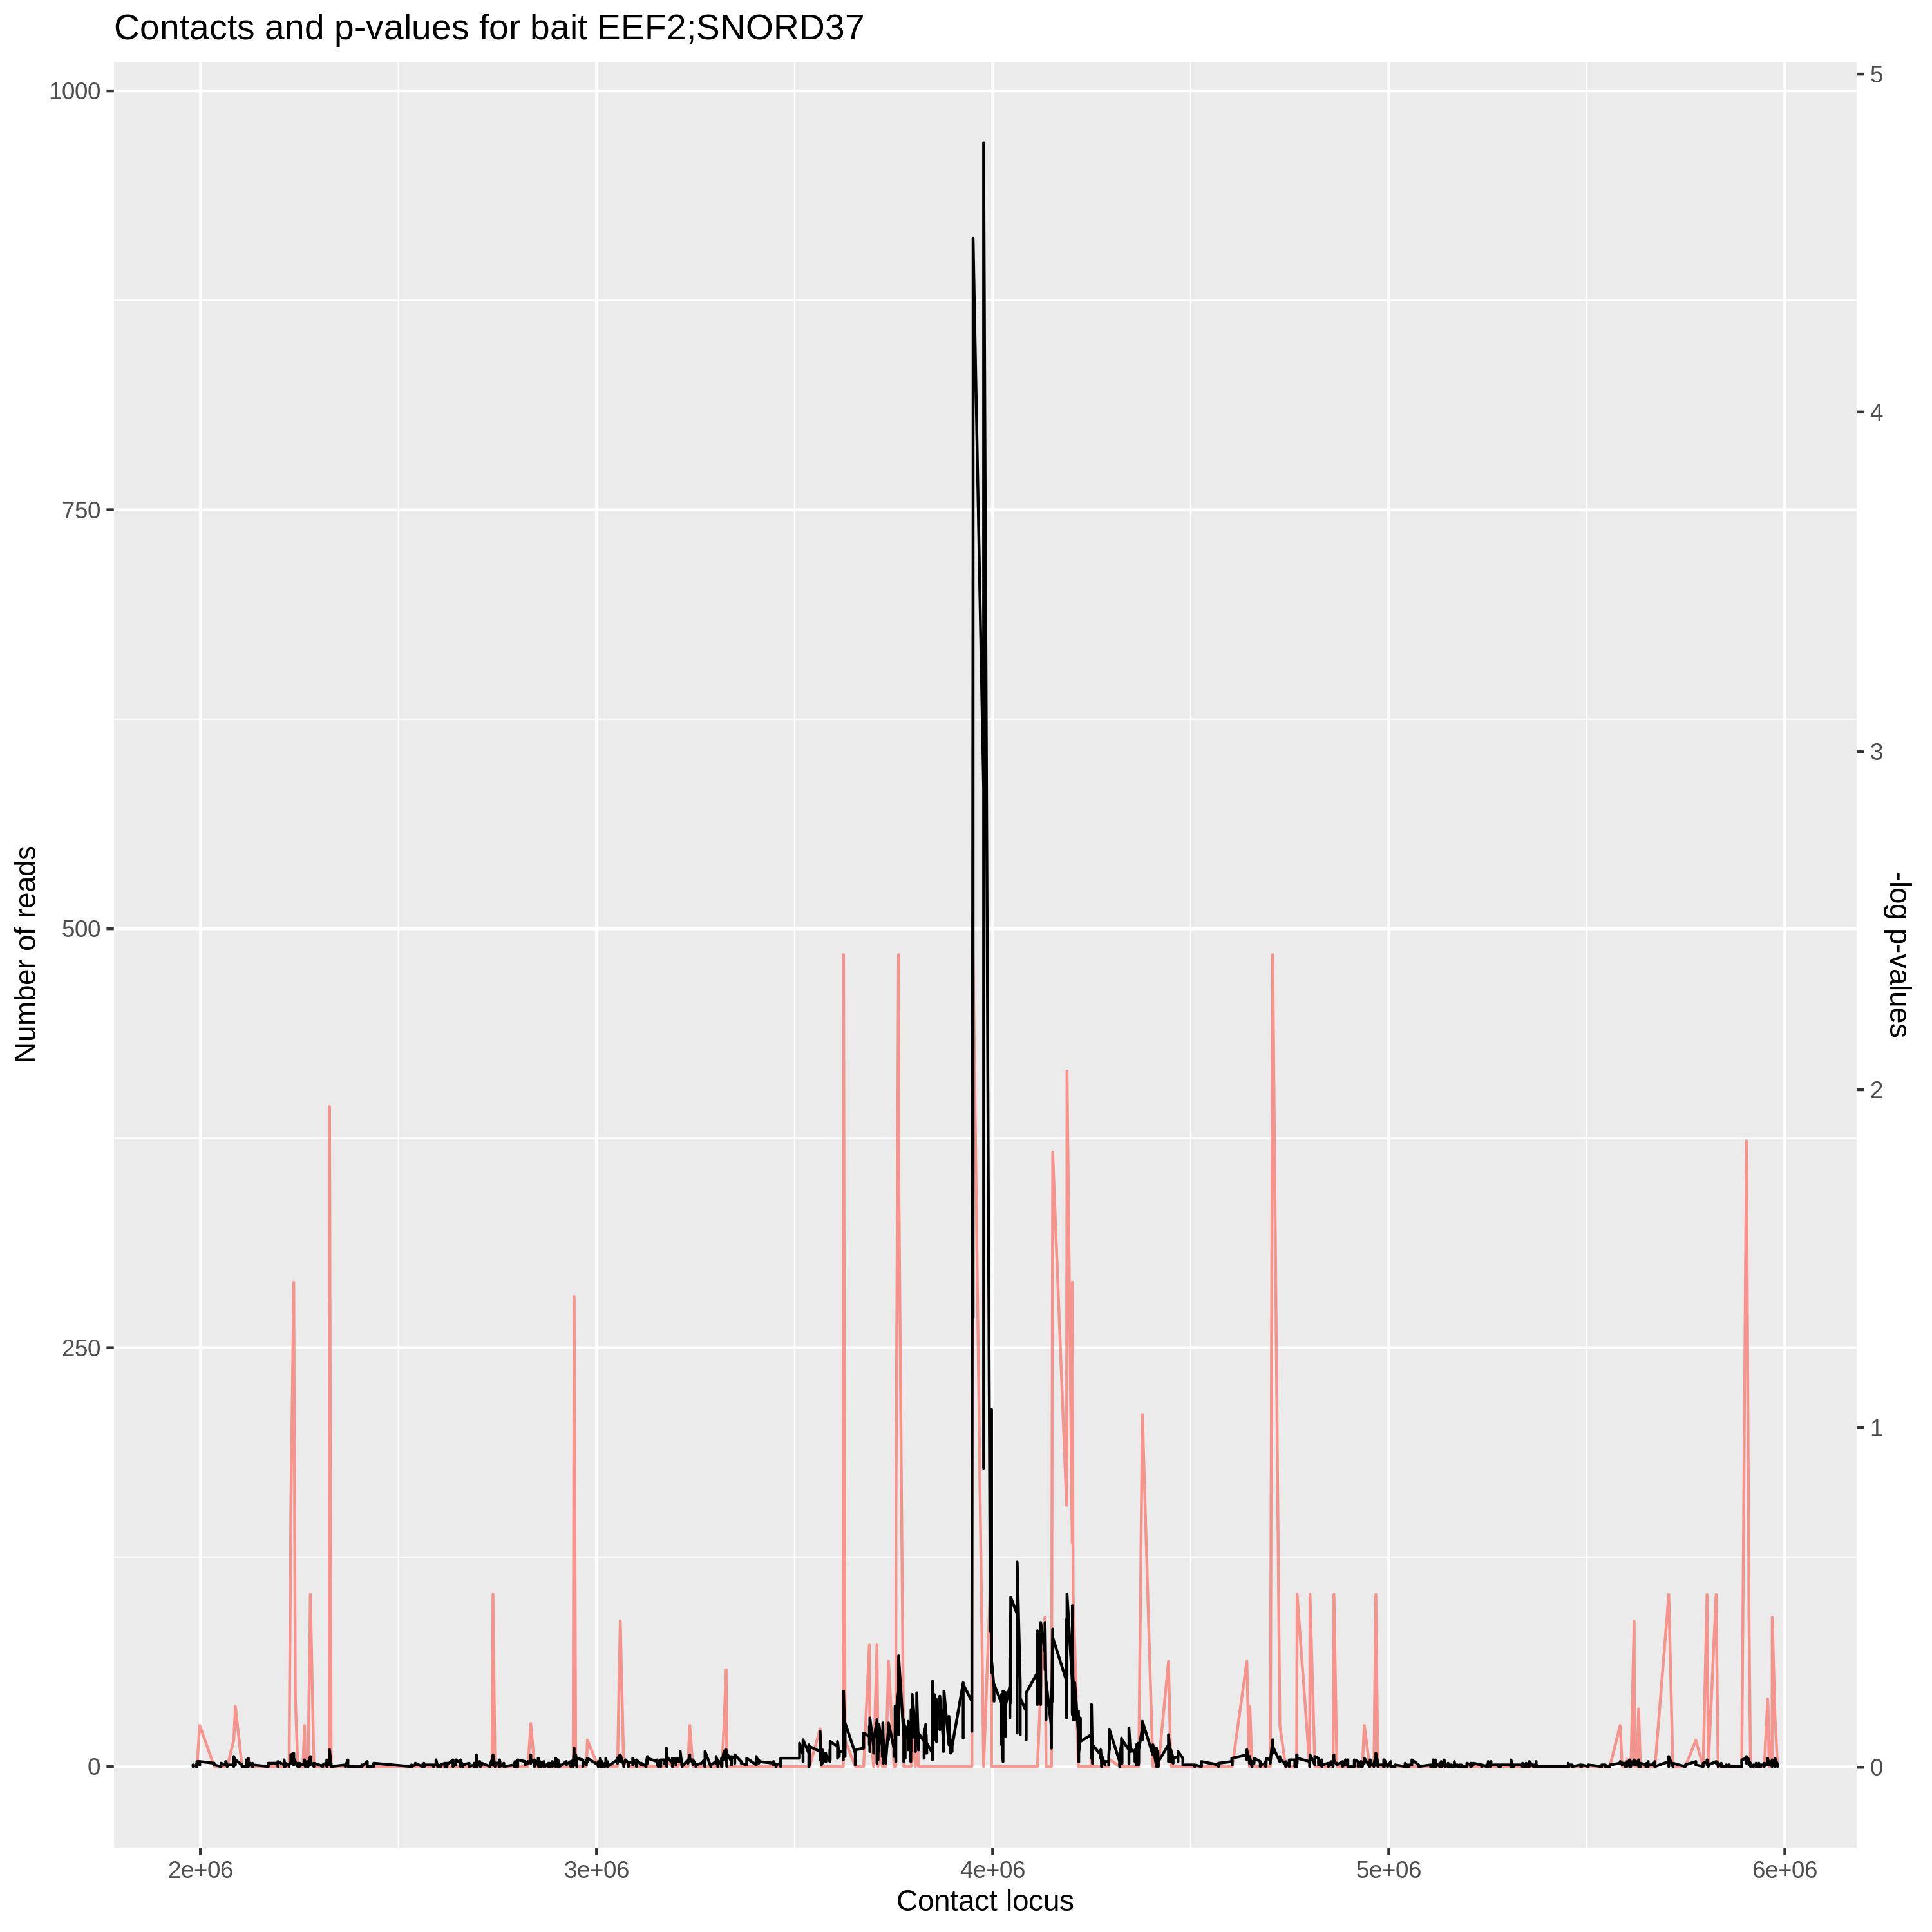 Contacts and p-values for bait EEF2;SNORD37
1000
750
500
250
0
Number of reads
5
4
3
2
1
0
-log p-values
2e+06
3e+06
4e+06
5e+06
6e+06
Contact locus